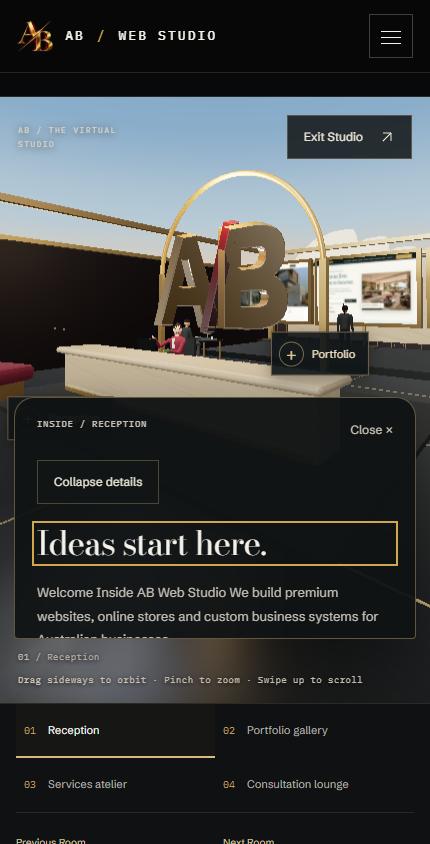 AB
AB / WEB STUDIO
AB / THE VIRTUAL
STUDIO
Exit Studio
A/B
+ Portfolio
INSIDE / RECEPTION
Close ×
Collapse details
Ideas start here.
Welcome Inside AB Web Studio We build premium
websites, online stores and custom business systems for
Australian businesses
01 / Reception
Drag sideways to orbit · Pinch to zoom · Swipe up to scroll
01 Reception
02 Portfolio gallery
03 Services atelier
04 Consultation lounge
Previous Room
Next Room